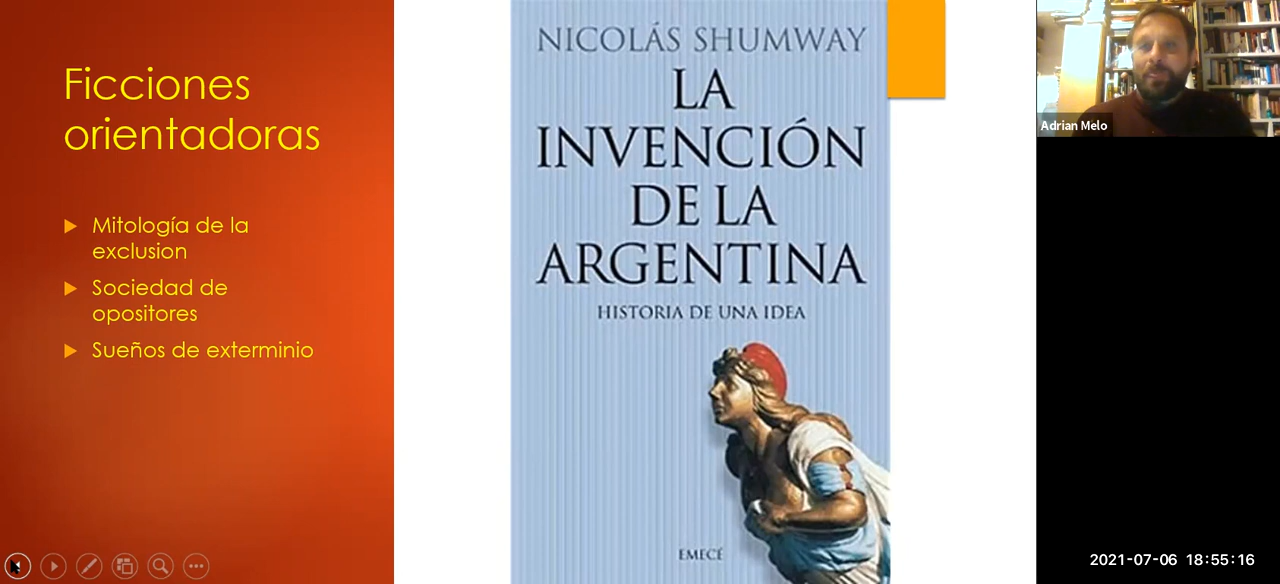 Ficciones
orientadoras
Mitología de la
exclusion
Sociedad de
opositores
Sueños de exterminio
NICOLÁS SHUMWAY
LA
INVENCIÓN
DE LA
ARGENTINA
HISTORIA DE UNA IDEA
EMECÉ
Adrian Melo
2021-07-06 18:55:16